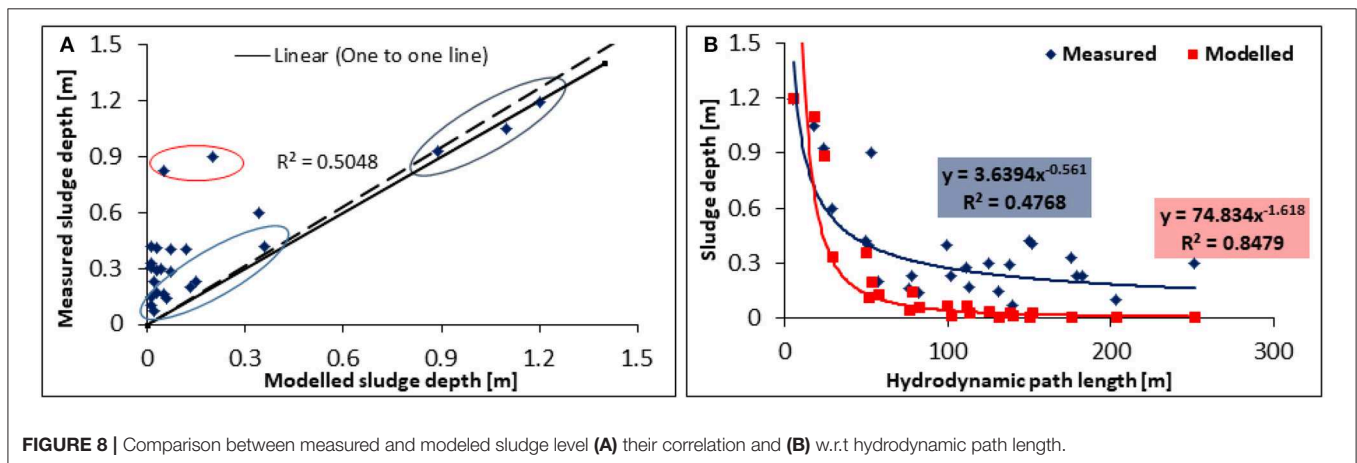 A
Linear (One to one line)
1.5
1.2
0.9
0.6
0.3
0
Measured sludge depth [m]
R² = 0.5048
0 0.3 0.6 0.9 1.2 1.5
Modelled sludge depth [m]
B
Measured Modelled
1.5
1.2
0.9
0.6
0.3
0
Sludge depth [m]
y = 3.6394x^-0.561
R² = 0.4768
y = 74.834x^-1.618
R² = 0.8479
0 100 200 300
Hydrodynamic path length [m]
FIGURE 8 | Comparison between measured and modeled sludge level (A) their correlation and (B) w.r.t hydrodynamic path length.